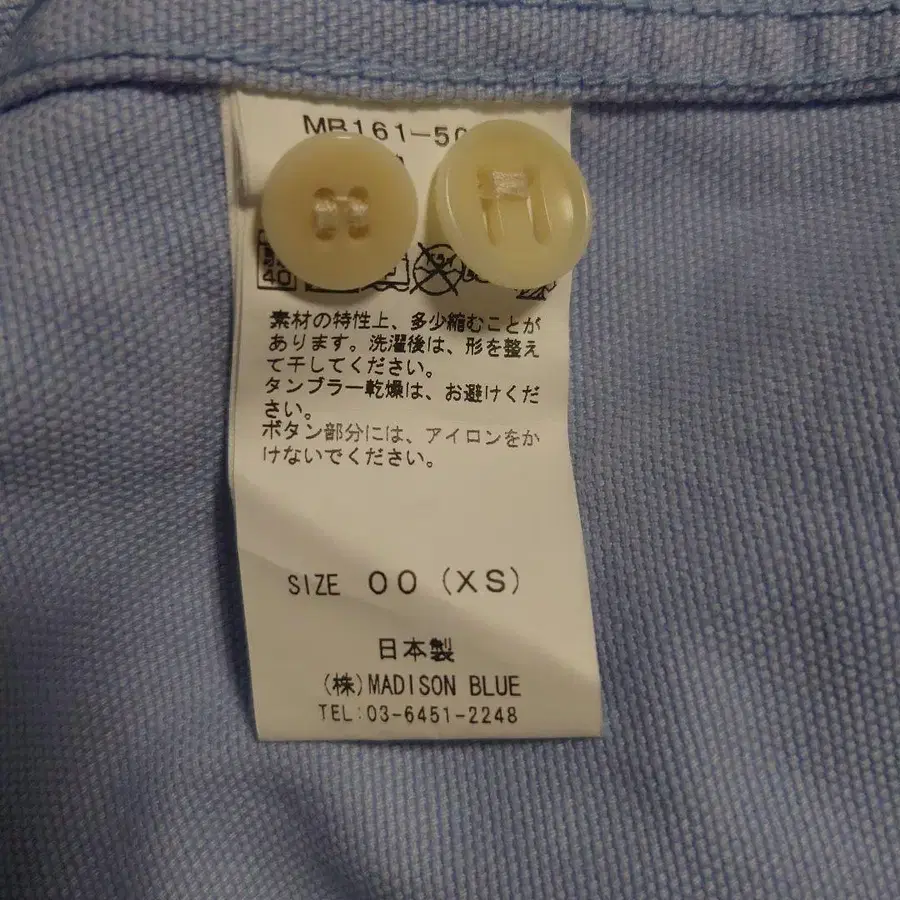 MB161-50
40
ドライ
素材の特性上、多少縮むことが
あります。洗濯後は、形を整え
て干してください。
タンブラー乾燥は、お避けくだ
さい。
ボタン部分には、アイロンをか
けないでください。
SIZE 00 (XS)
日本製
(株)MADISON BLUE
TEL:03-6451-2248